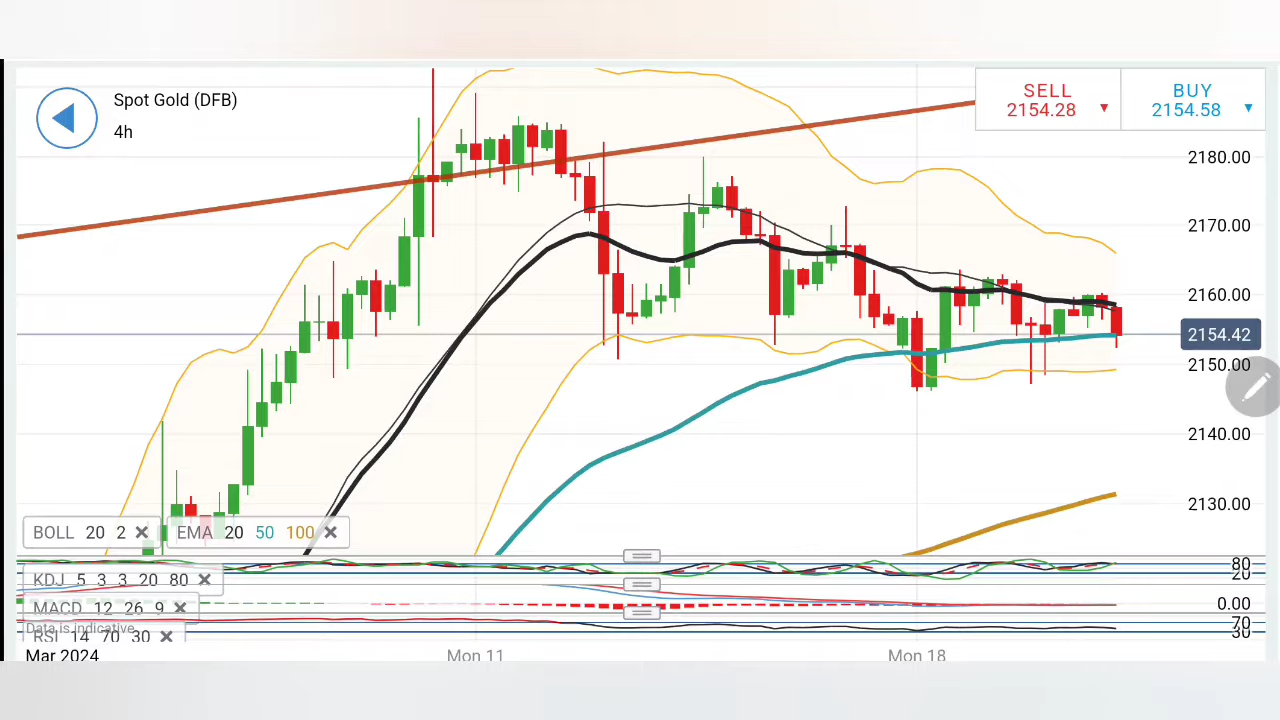 Spot Gold (DFB)
4h
SELL
2154.28
BUY
2154.58
2180.00
2170.00
2160.00
2154.42
2150.00
2140.00
2130.00
BOLL 20 2
EMA 20 50 100
80
20
KDJ 5 3 3 20 80
MACD 12 26 9
0.00
Data is indicative
70
RSI 14 70 30
30
Mar 2024
Mon 11
Mon 18